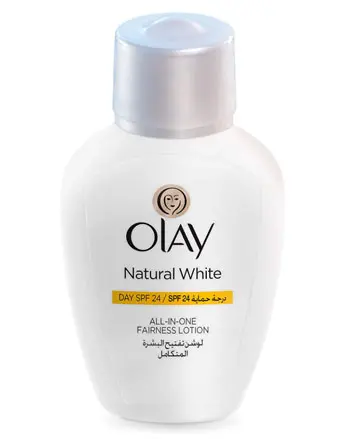 OLAY
Natural White
DAY SPF 24 / SPF 24 درجة حماية
ALL-IN-ONE
FAIRNESS LOTION
لوشن تفتيح البشرة
المتكامل